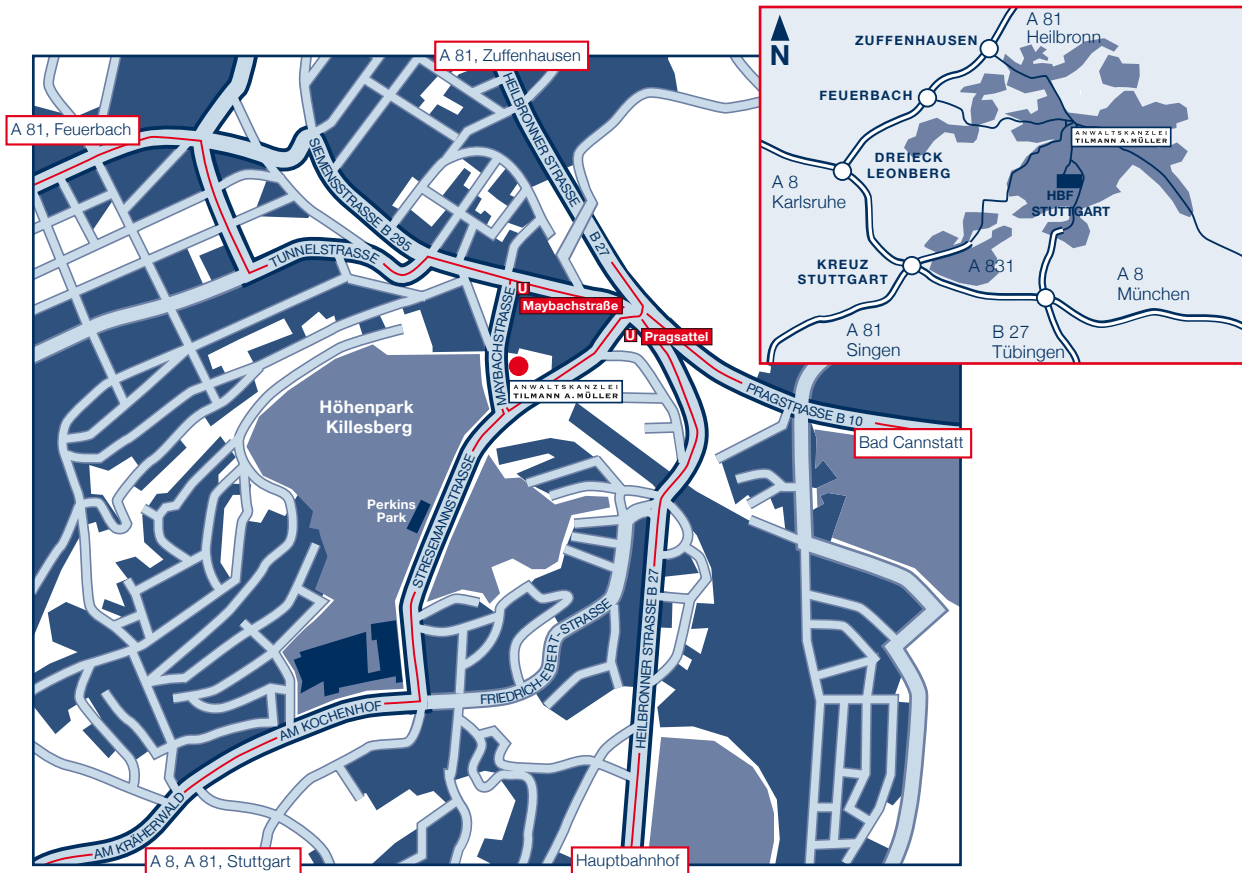 A 81, Zuffenhausen
A 81, Feuerbach
HEILBRONNER STRASSE
B 27
SIEMENSSTRASSE B 295
TUNNELSTRASSE
U
Maybachstraße
U
Pragsattel
MAYBACHSTRASSE
ANWALTSKANZLEI
TILMANN A. MÜLLER
PRAGSTRASSE B 10
Bad Cannstatt
Höhenpark
Killesberg
Perkins
Park
STRESEMANNSTRASSE
HEILBRONNER STRASSE B 27
FRIEDRICH-EBERT-STRASSE
AM KOCHENHOF
AM KRÄHERWALD
A 8, A 81, Stuttgart
Hauptbahnhof
N
ZUFFENHAUSEN
A 81
Heilbronn
FEUERBACH
ANWALTSKANZLEI
TILMANN A. MÜLLER
DREIECK
LEONBERG
A 8
Karlsruhe
HBF
STUTTGART
KREUZ
STUTTGART
A 831
A 8
München
A 81
Singen
B 27
Tübingen